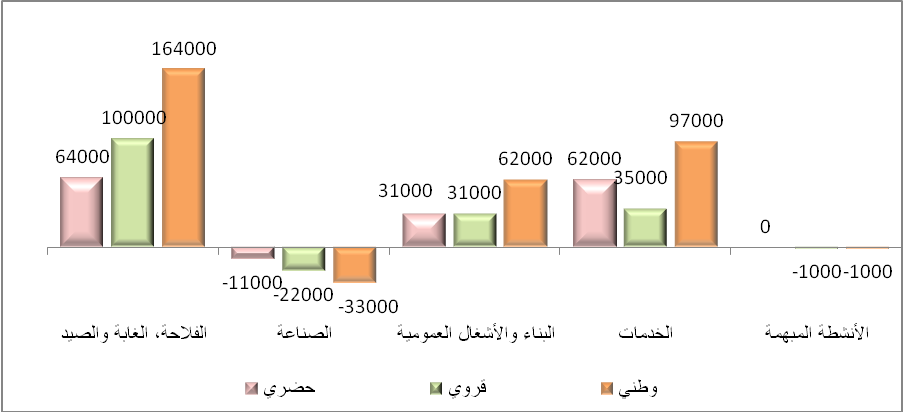 164000
100000
64000
-11000
-22000
-33000
31000
31000
62000
62000
35000
97000
0
-1000
-1000
الفلاحة، الغابة والصيد
الصناعة
البناء والأشغال العمومية
الخدمات
الأنشطة المبهمة
حضري
قروي
وطني